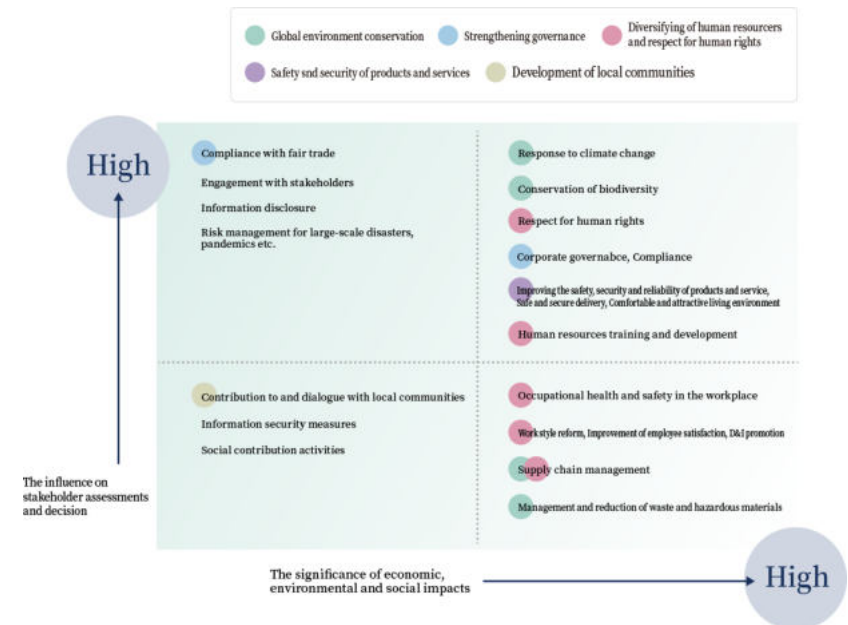 Global environment conservation
Strengthening governance
Diversifying of human resourcers
and respect for human rights
Safety snd security of products and services
Development of local communities
High
Compliance with fair trade
Engagement with stakeholders
Information disclosure
Risk management for large-scale disasters,
pandemics etc.
Response to climate change
Conservation of biodiversity
Respect for human rights
Corporate governabce, Compliance
Improving the safety, security and reliability of products and service,
Safe and secure delivery, Comfortable and attractive living environment
Human resources training and development
Contribution to and dialogue with local communities
Information security measures
Social contribution activities
Occupational health and safety in the workplace
Work style reform, Improvement of employee satisfaction, D&I promotion
Supply chain management
Management and reduction of waste and hazardous materials
The influence on
stakeholder assessments
and decision
The significance of economic,
environmental and social impacts
High